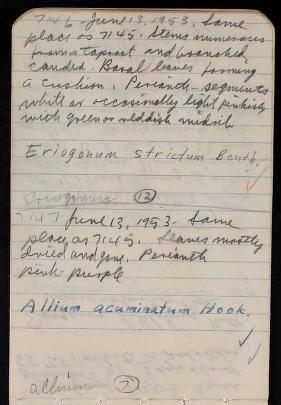 746 - June 13, 1953. Same
place as 7145. Stems numerous
from a taproot and branched
caudex. Basal leaves forming
a cushion. Perianth segments
white or occasionally light pinkish
with green or reddish midrib
Eriogonum strictum Benth.
Eriogonum 12
7147 June 13, 1953 - Same
place as 7145. Leaves mostly
dried and gone. Perianth
pink-purple
Allium acuminatum Hook.
allium 7